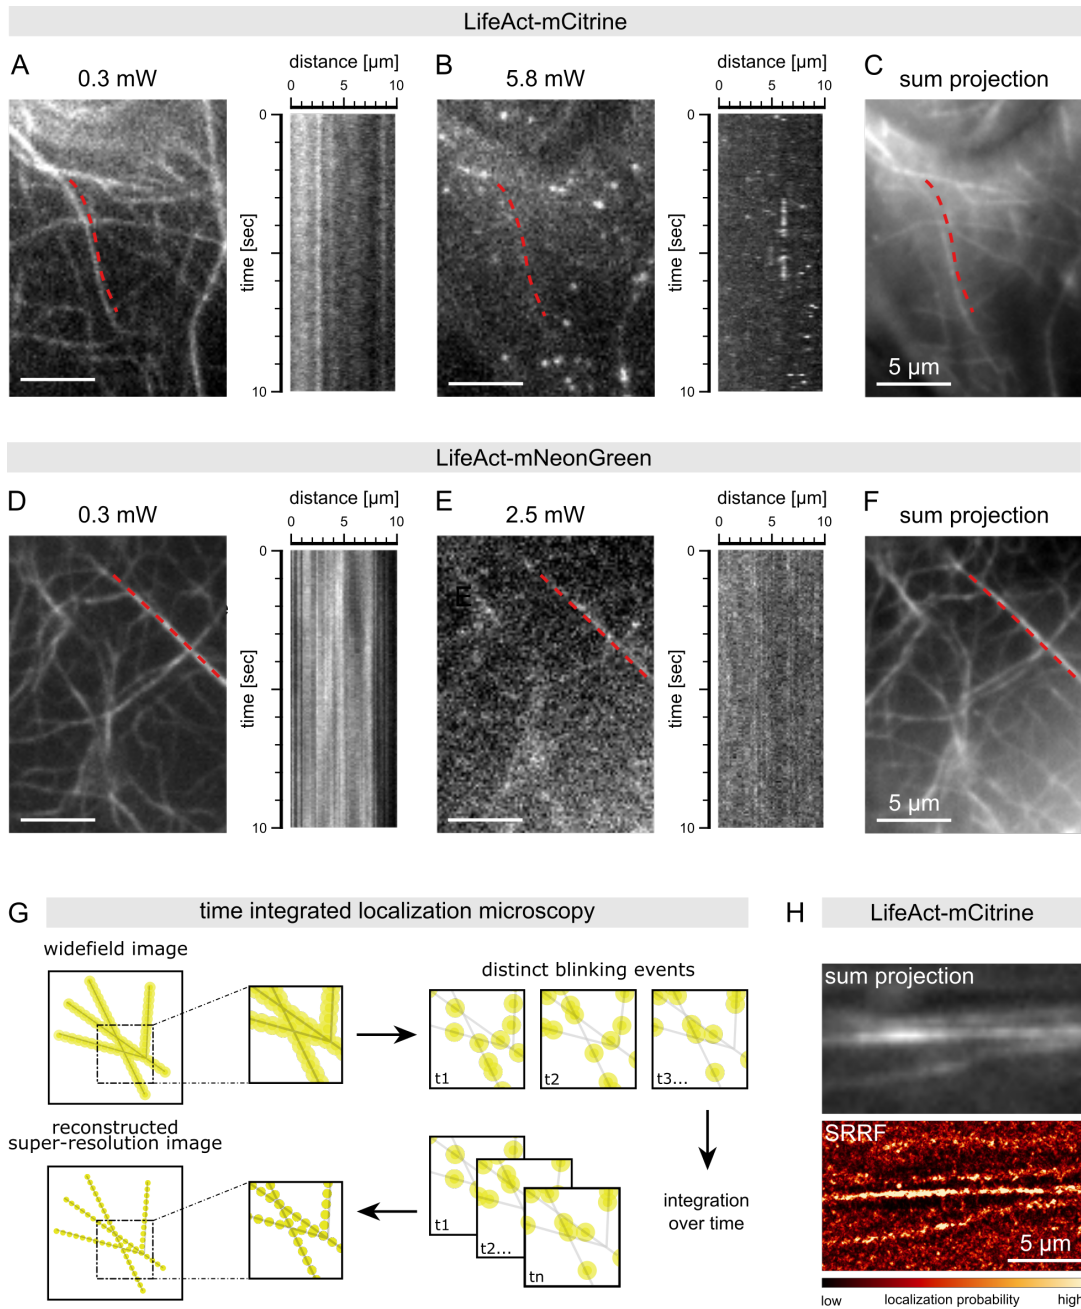 LifeAct-mCitrine
A
0.3 mW
distance [µm]
0 5 10
time [sec]
0
10
B
5.8 mW
distance [µm]
0 5 10
time [sec]
0
10
C
sum projection
5 µm
LifeAct-mNeonGreen
D
0.3 mW
distance [µm]
0 5 10
time [sec]
0
10
E
2.5 mW
E
distance [µm]
0 5 10
time [sec]
0
10
F
sum projection
5 µm
G
time integrated localization microscopy
widefield image
distinct blinking events
t1
t2
t3...
integration
over time
t1
t2...
tn
reconstructed
super-resolution image
H
LifeAct-mCitrine
sum projection
SRRF
5 µm
low localization probability high